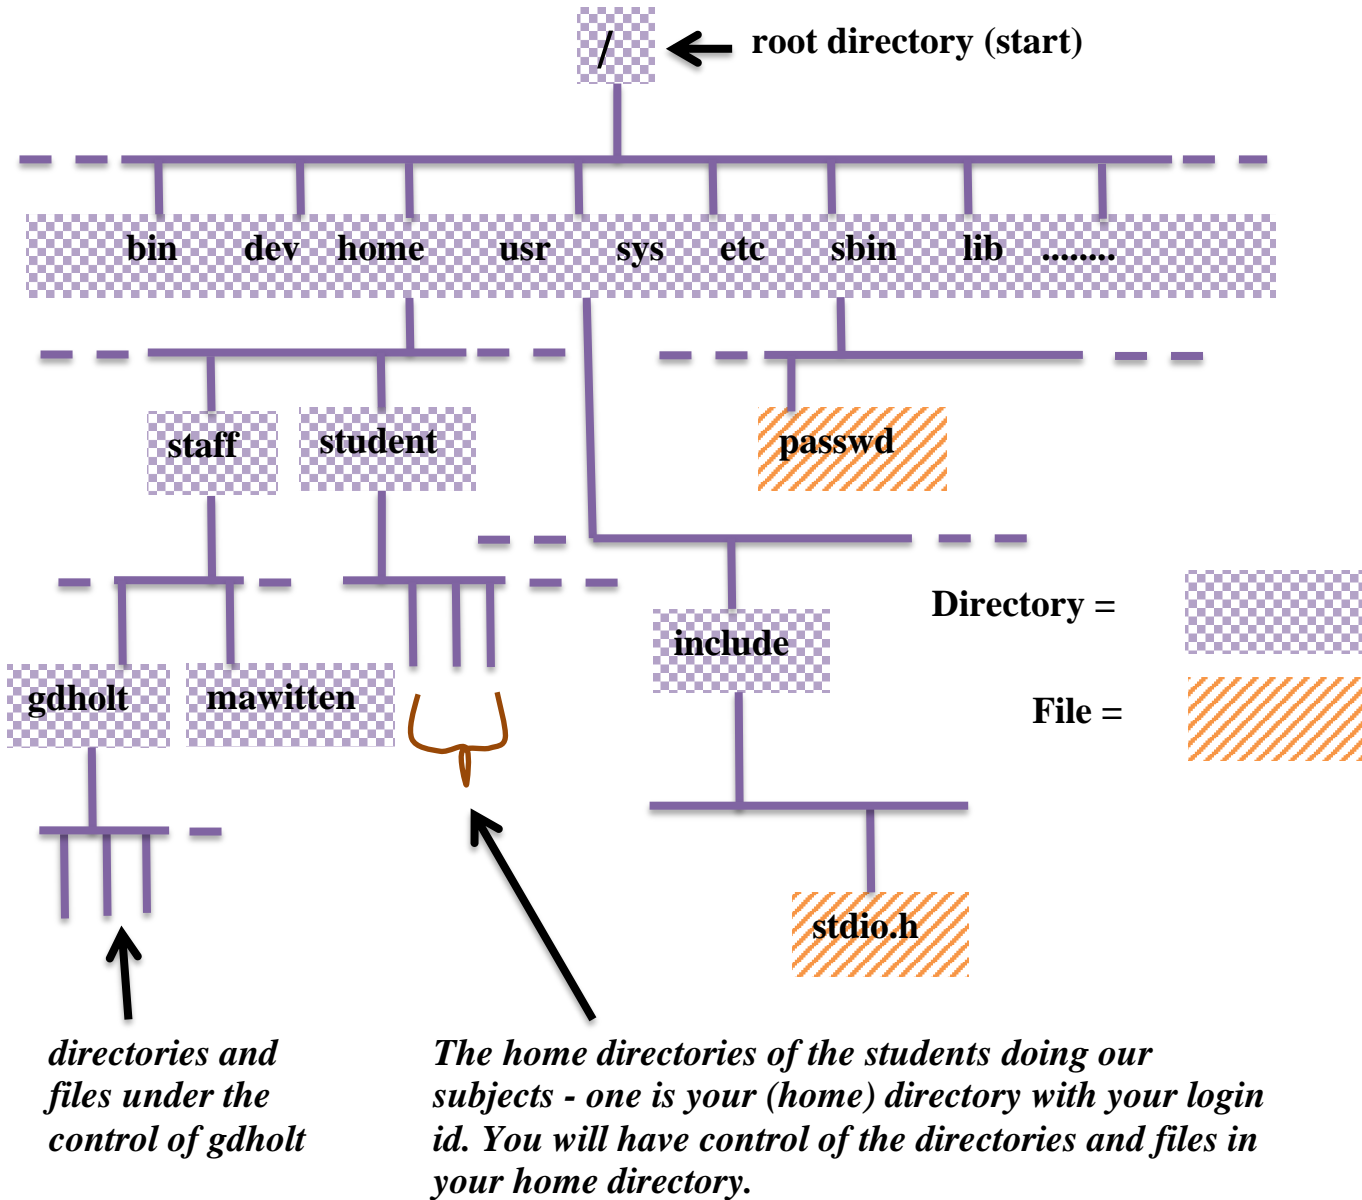 /
root directory (start)
bin dev home usr sys etc sbin lib ........
staff
student
passwd
include
Directory =
File =
gdholt
mawitten
stdio.h
directories and
files under the
control of gdholt
The home directories of the students doing our
subjects - one is your (home) directory with your login
id. You will have control of the directories and files in
your home directory.